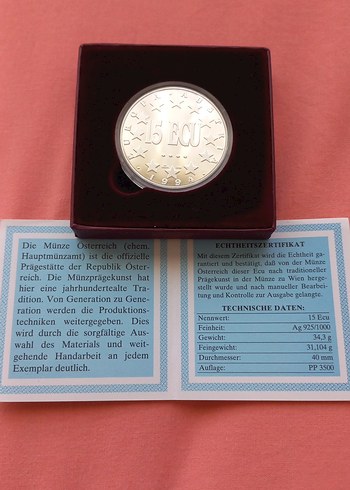 EUROPA
15 ECU
Die Münze Österreich (ehem.
Hauptmünzamt) ist die offizielle
Prägestätte der Republik Öster-
reich. Die Münzprägekunst hat
hier eine jahrhundertealte Tra-
dition. Von Generation zu Gene-
ration werden die Produktions-
techniken weitergegeben. Dies
wird durch die sorgfältige Aus-
wahl des Materials und weit-
gehende Handarbeit an jedem
Exemplar deutlich.
ECHTHEITSZERTIFIKAT
Mit diesem Zertifikat wird die Echtheit ga-
rantiert und bestätigt, daß von der Münze
Österreich dieser Ecu nach traditioneller
Prägekunst in der Münze zu Wien herge-
stellt wurde und nach manueller Bearbei-
tung und Kontrolle zur Ausgabe gelangte.
TECHNISCHE DATEN:
Nennwert: 15 Ecu
Feinheit: Ag 925/1000
Gewicht: 34,3 g
Feingewicht: 31,104 g
Durchmesser: 40 mm
Auflage: PP 3500